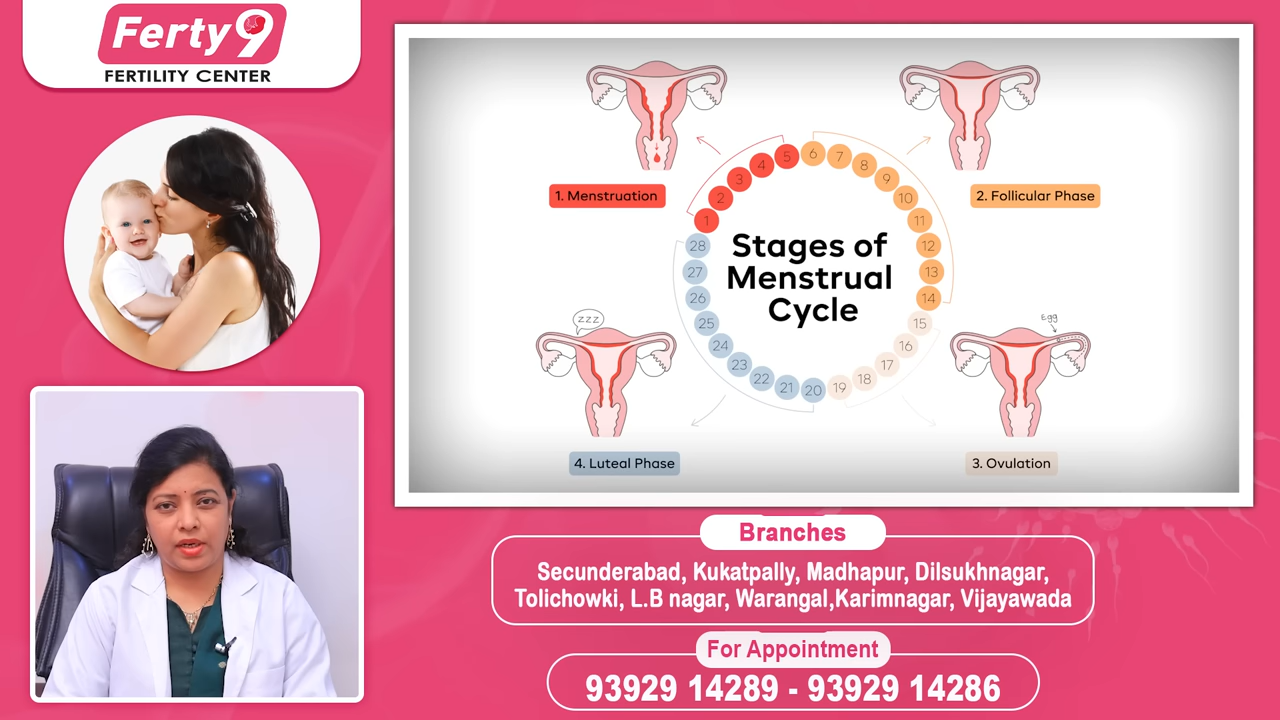 Ferty9
FERTILITY CENTER
1. Menstruation
2. Follicular Phase
3. Ovulation
4. Luteal Phase
Stages of
Menstrual
Cycle
1
2
3
4
5
6
7
8
9
10
11
12
13
14
15
16
17
18
19
20
21
22
23
24
25
26
27
28
zzz
Egg
Branches
Secunderabad, Kukatpally, Madhapur, Dilsukhnagar,
Tolichowki, L.B nagar, Warangal,Karimnagar, Vijayawada
For Appointment
93929 14289 - 93929 14286